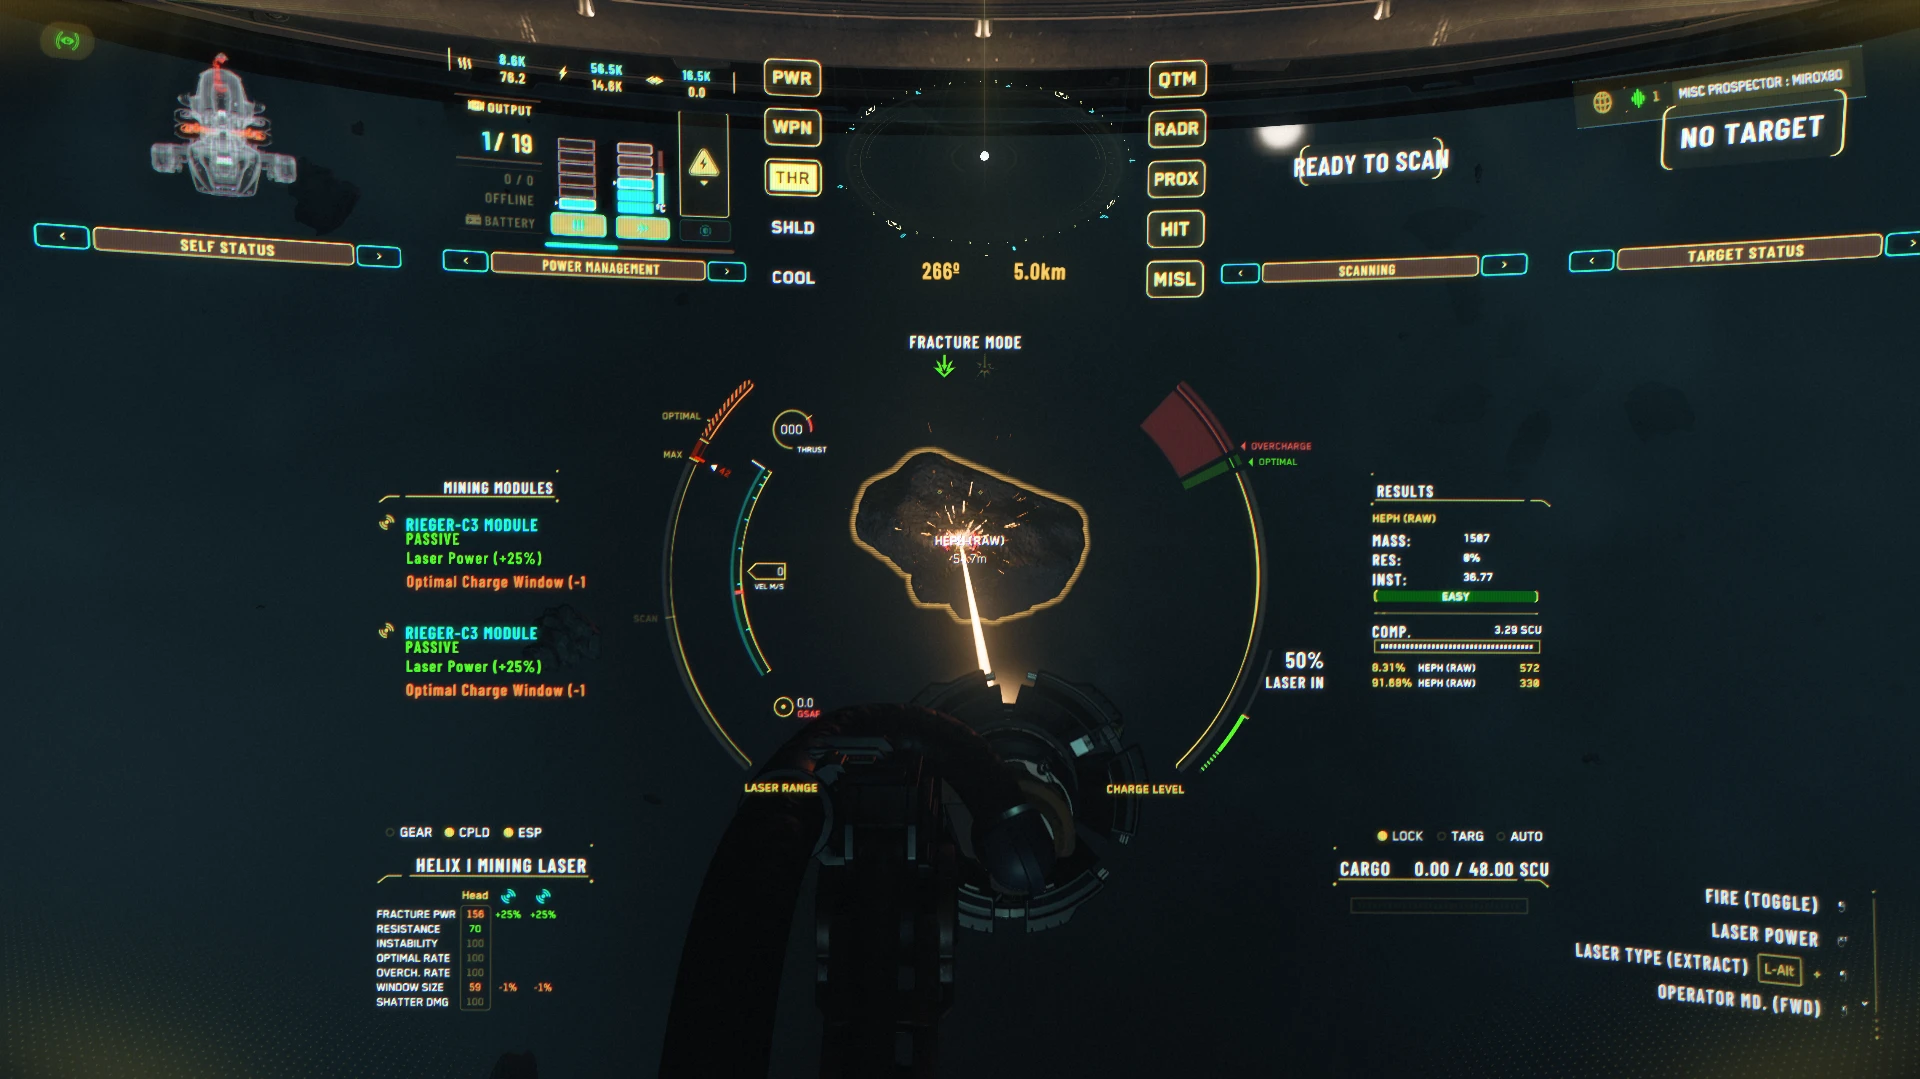 8.6K
76.2
56.5K
14.6K
16.5K
0.0
OUTPUT
1/ 19
0 / 0
OFFLINE
BATTERY
SELF STATUS
POWER MANAGEMENT
PWR
WPN
THR
SHLD
COOL
266º
5.0km
QTM
RADR
PROX
HIT
MISL
READY TO SCAN
SCANNING
1 MISC PROSPECTOR : MIROX80
NO TARGET
TARGET STATUS
FRACTURE MODE
OPTIMAL
MAX
SCAN
000
THRUST
0
VEL M/S
0.0
GSAF
LASER RANGE
HEPH (RAW)
OVERCHARGE
OPTIMAL
50%
LASER IN
CHARGE LEVEL
MINING MODULES
RIEGER-C3 MODULE
PASSIVE
Laser Power (+25%)
Optimal Charge Window (-1
RIEGER-C3 MODULE
PASSIVE
Laser Power (+25%)
Optimal Charge Window (-1
RESULTS
HEPH (RAW)
MASS: 1507
RES: 0%
INST: 36.77
EASY
COMP. 3.29 SCU
8.31% HEPH (RAW) 572
91.69% HEPH (RAW) 330
GEAR CPLD ESP
HELIX I MINING LASER
Head
FRACTURE PWR 156 +25% +25%
RESISTANCE 70
INSTABILITY 100
OPTIMAL RATE 100
OVERCH. RATE 100
WINDOW SIZE 59 -1% -1%
SHATTER DMG 100
LOCK TARG AUTO
CARGO 0.00 / 48.00 SCU
FIRE (TOGGLE)
LASER POWER
LASER TYPE (EXTRACT) L-Alt +
OPERATOR MD. (FWD)